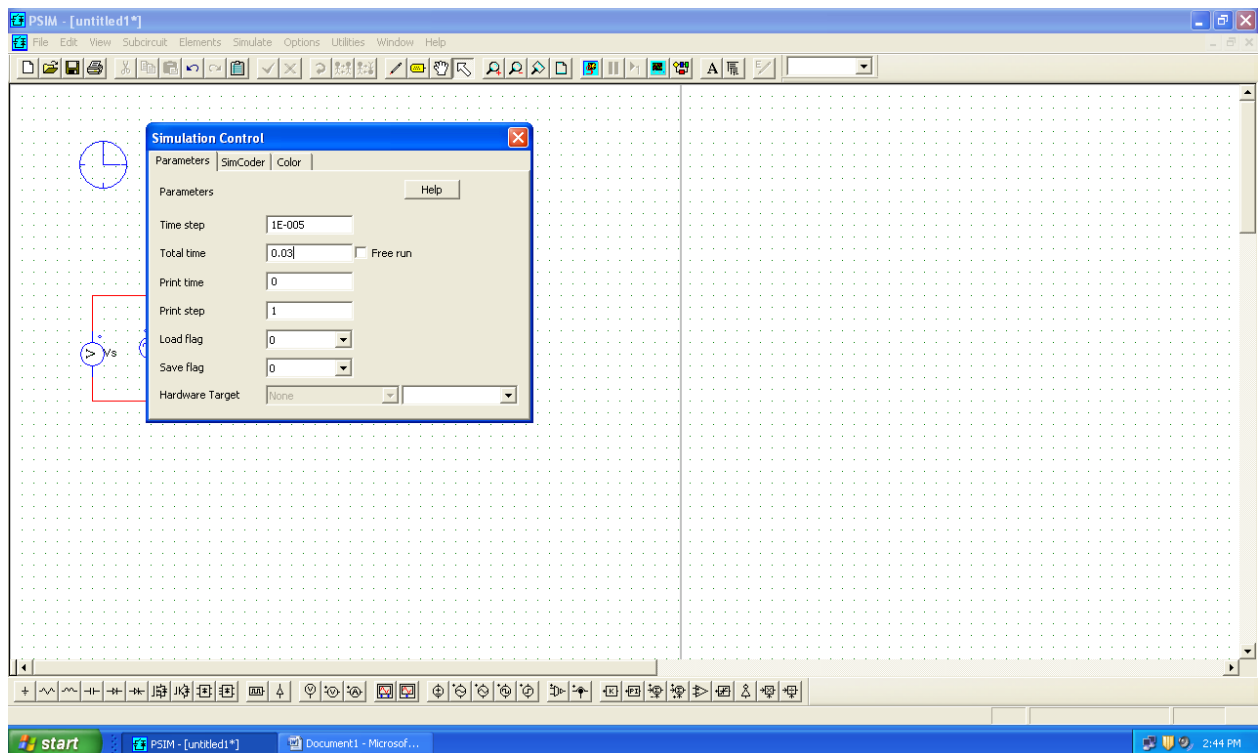 PSIM - [untitled1*]
File Edit View Subcircuit Elements Simulate Options Utilities Window Help
Simulation Control
Parameters SimCoder Color
Parameters Help
Time step 1E-005
Total time 0.03 Free run
Print time 0
Print step 1
Load flag 0
Vs
Save flag 0
Hardware Target None
start PSIM - [untitled1*] Document1 - Microsof... 2:44 PM